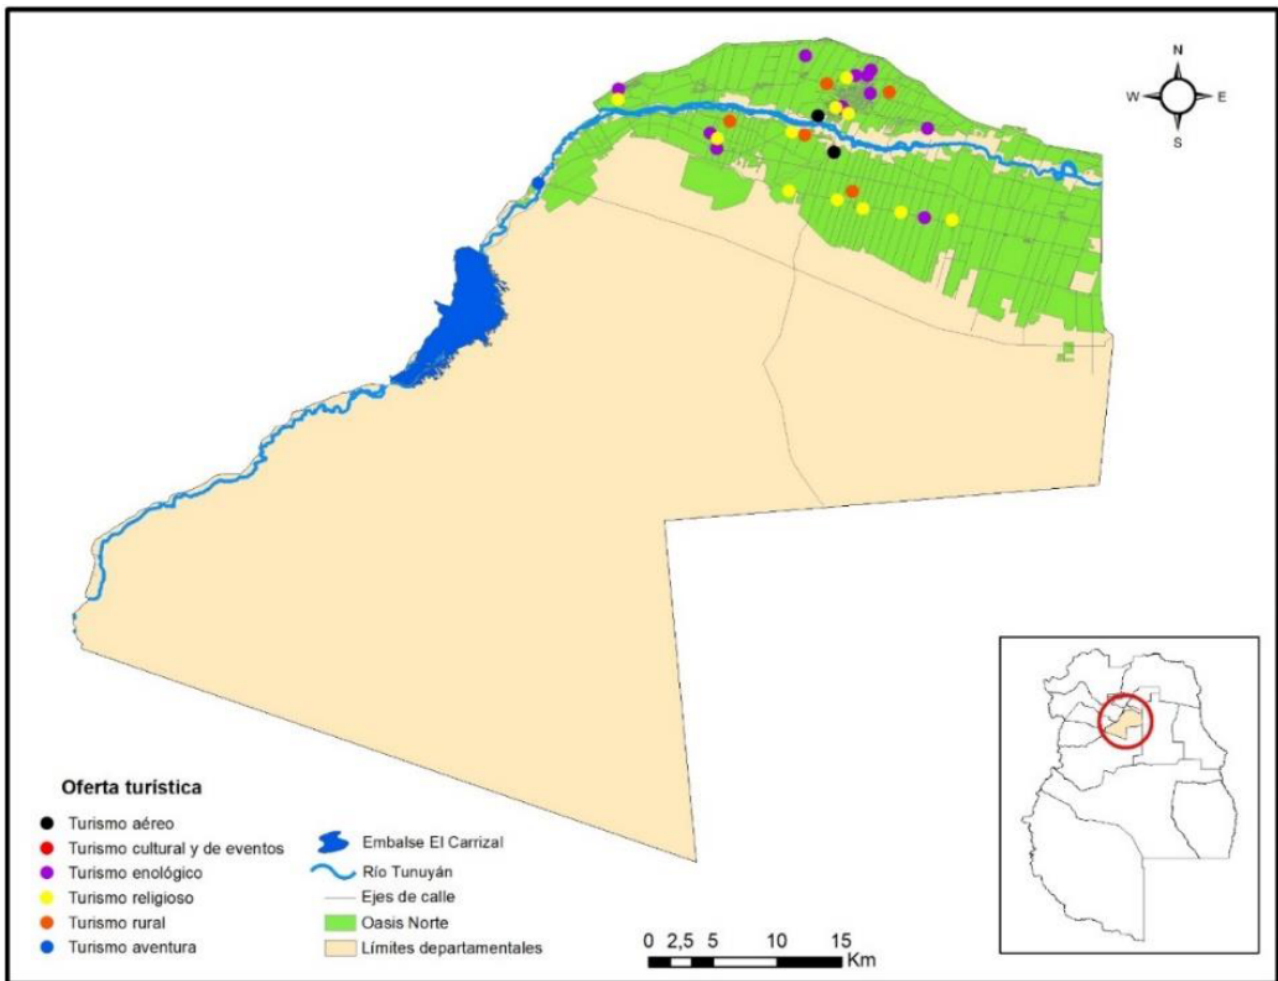 N
W E
S
Oferta turística
Turismo aéreo
Turismo cultural y de eventos
Turismo enológico
Turismo religioso
Turismo rural
Turismo aventura
Embalse El Carrizal
Río Tunuyán
Ejes de calle
Oasis Norte
Límites departamentales
0 2,5 5 10 15
Km